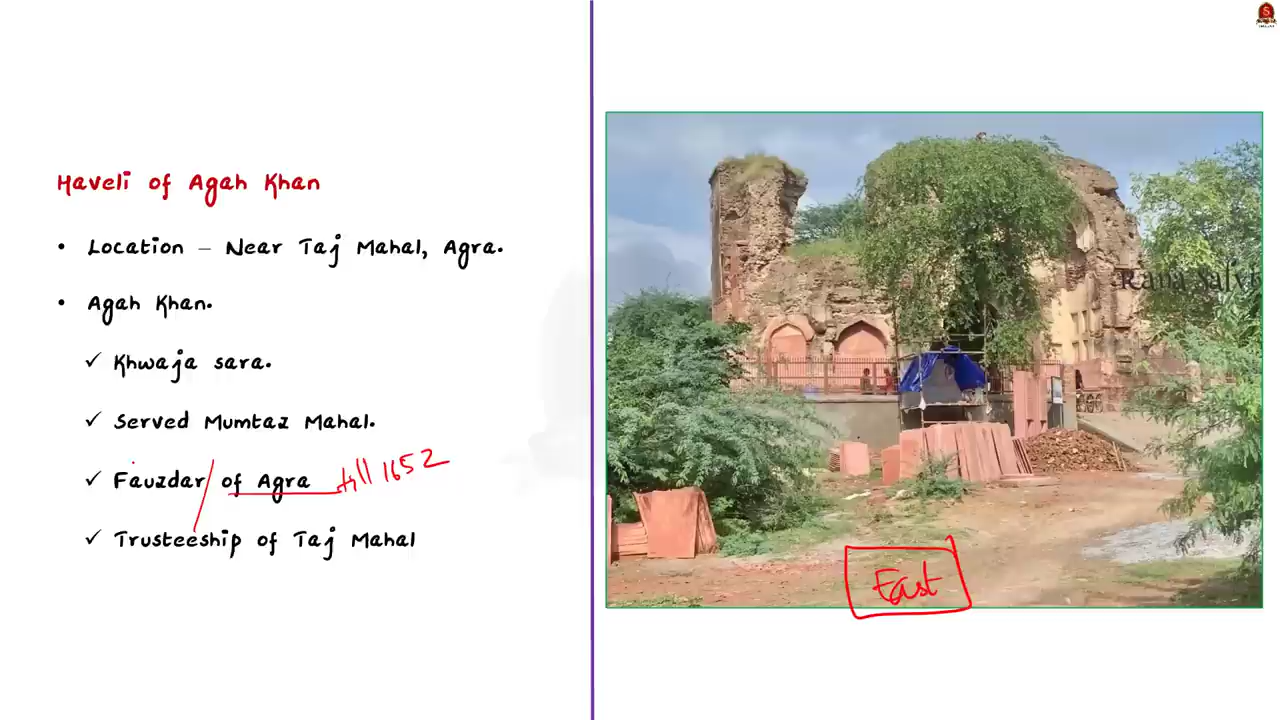 Haveli of Agah Khan
• Location – Near Taj Mahal, Agra.
• Agah Khan.
✓ Khwaja sara.
✓ Served Mumtaz Mahal.
✓ Fauzdar of Agra till 1652
✓ Trusteeship of Taj Mahal
Rana Safvi
East